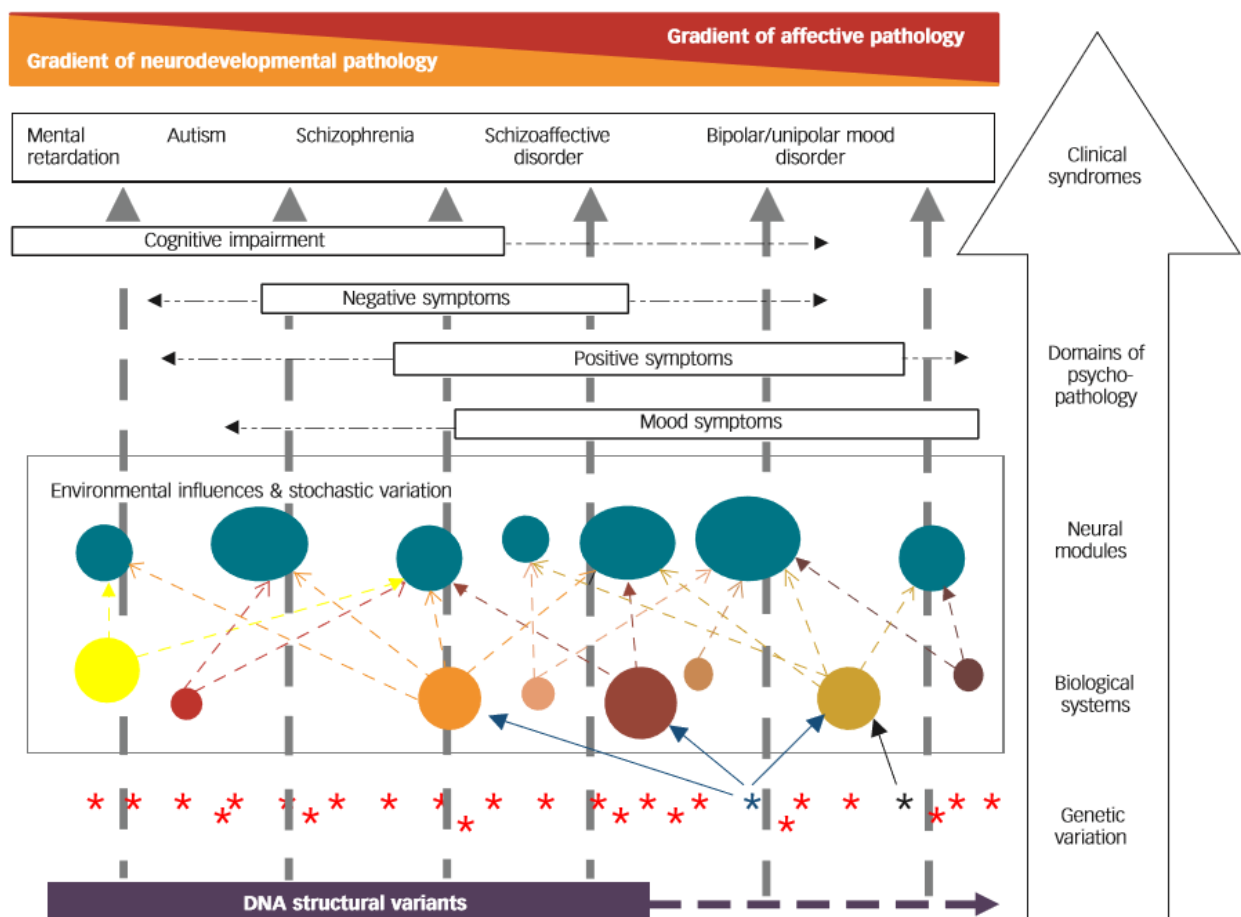 Gradient of affective pathology
Gradient of neurodevelopmental pathology
Mental
retardation
Autism
Schizophrenia
Schizoaffective
disorder
Bipolar/unipolar mood
disorder
Clinical
syndromes
Cognitive impairment
Negative symptoms
Positive symptoms
Domains of
psycho-
pathology
Mood symptoms
Environmental influences & stochastic variation
Neural
modules
Biological
systems
Genetic
variation
DNA structural variants